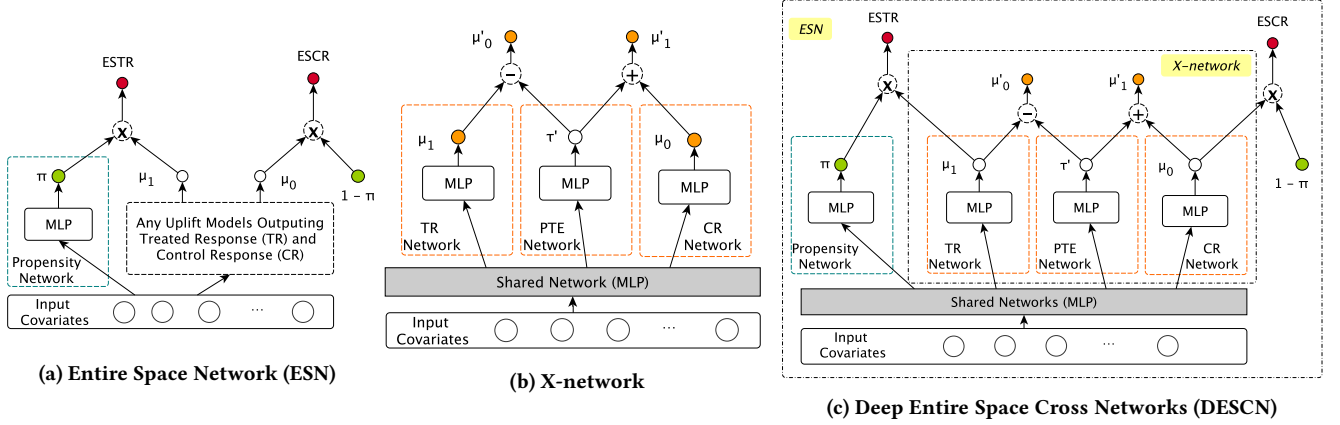 ESTR
ESCR
x
x
π
μ1
μ0
1 – π
MLP
Any Uplift Models Outputing
Treated Response (TR) and
Control Response (CR)
Propensity
Network
Input
Covariates
...
(a) Entire Space Network (ESN)
μ'0
μ'1
–
+
μ1
τ'
μ0
MLP
MLP
MLP
TR
Network
PTE
Network
CR
Network
Shared Network (MLP)
Input
Covariates
...
(b) X-network
ESN
ESTR
ESCR
X-network
x
x
μ'0
μ'1
–
+
π
μ1
τ'
μ0
1 – π
MLP
MLP
MLP
MLP
Propensity
Network
TR
Network
PTE
Network
CR
Network
Shared Networks (MLP)
Input
Covariates
...
(c) Deep Entire Space Cross Networks (DESCN)